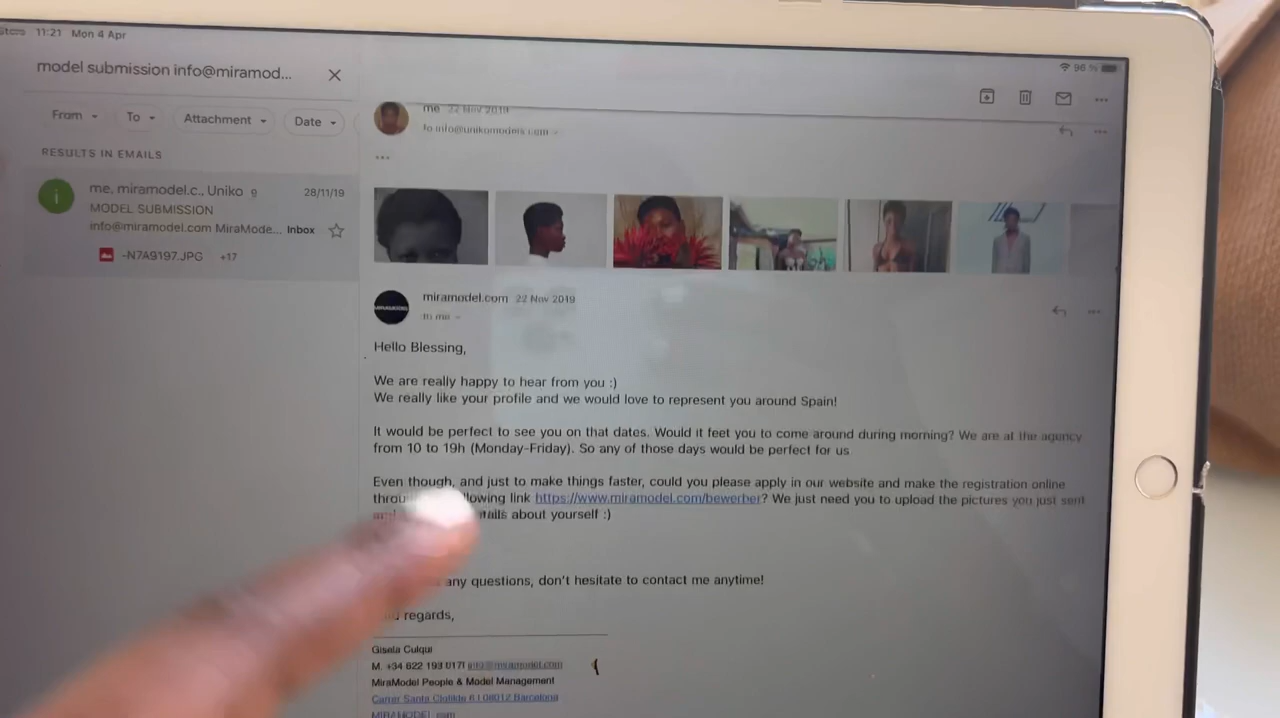 11:21 Mon 4 Apr
96 %
model submission info@miramod...
From
To
Attachment
Date
RESULTS IN EMAILS
me, miramodel.c., Uniko 9
28/11/19
MODEL SUBMISSION
info@miramodel.com MiraMode... Inbox
-N7A9197.JPG +17
me 22 Nov 2019
to info@unikomodels.com
miramodel.com 22 Nov 2019
to me
Hello Blessing,
We are really happy to hear from you :)
We really like your profile and we would love to represent you around Spain!
It would be perfect to see you on that dates. Would it feet you to come around during morning? We are at the agency
from 10 to 19h (Monday-Friday). So any of those days would be perfect for us
Even though, and just to make things faster, could you please apply in our website and make the registration online
throu lowing link https://www.miramodel.com/bewerber? We just need you to upload the pictures you just sent
about yourself :)
any questions, don't hesitate to contact me anytime!
regards,
Gisela Culqui
M. +34 622 193 017| info@miramodel.com
MiraModel People & Model Management
Carrer Santa Clotilde 6 | 08012 Barcelona
MIRAMODEL.com